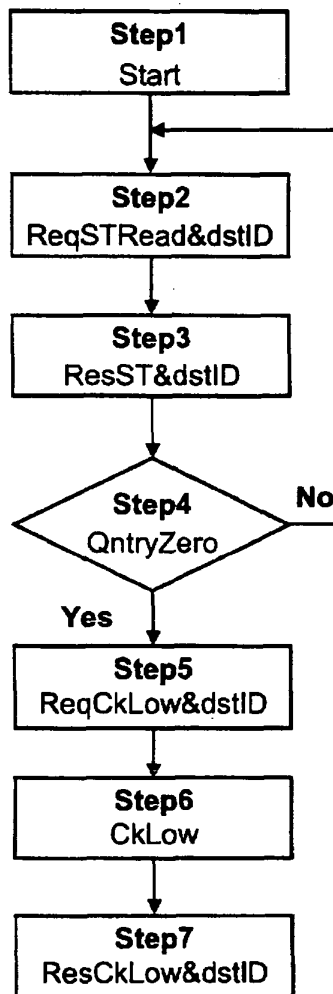 Step1
Start
Step2
ReqSTRead&dstID
Step3
ResST&dstID
Step4
QntryZero
No
Yes
Step5
ReqCkLow&dstID
Step6
CkLow
Step7
ResCkLow&dstID